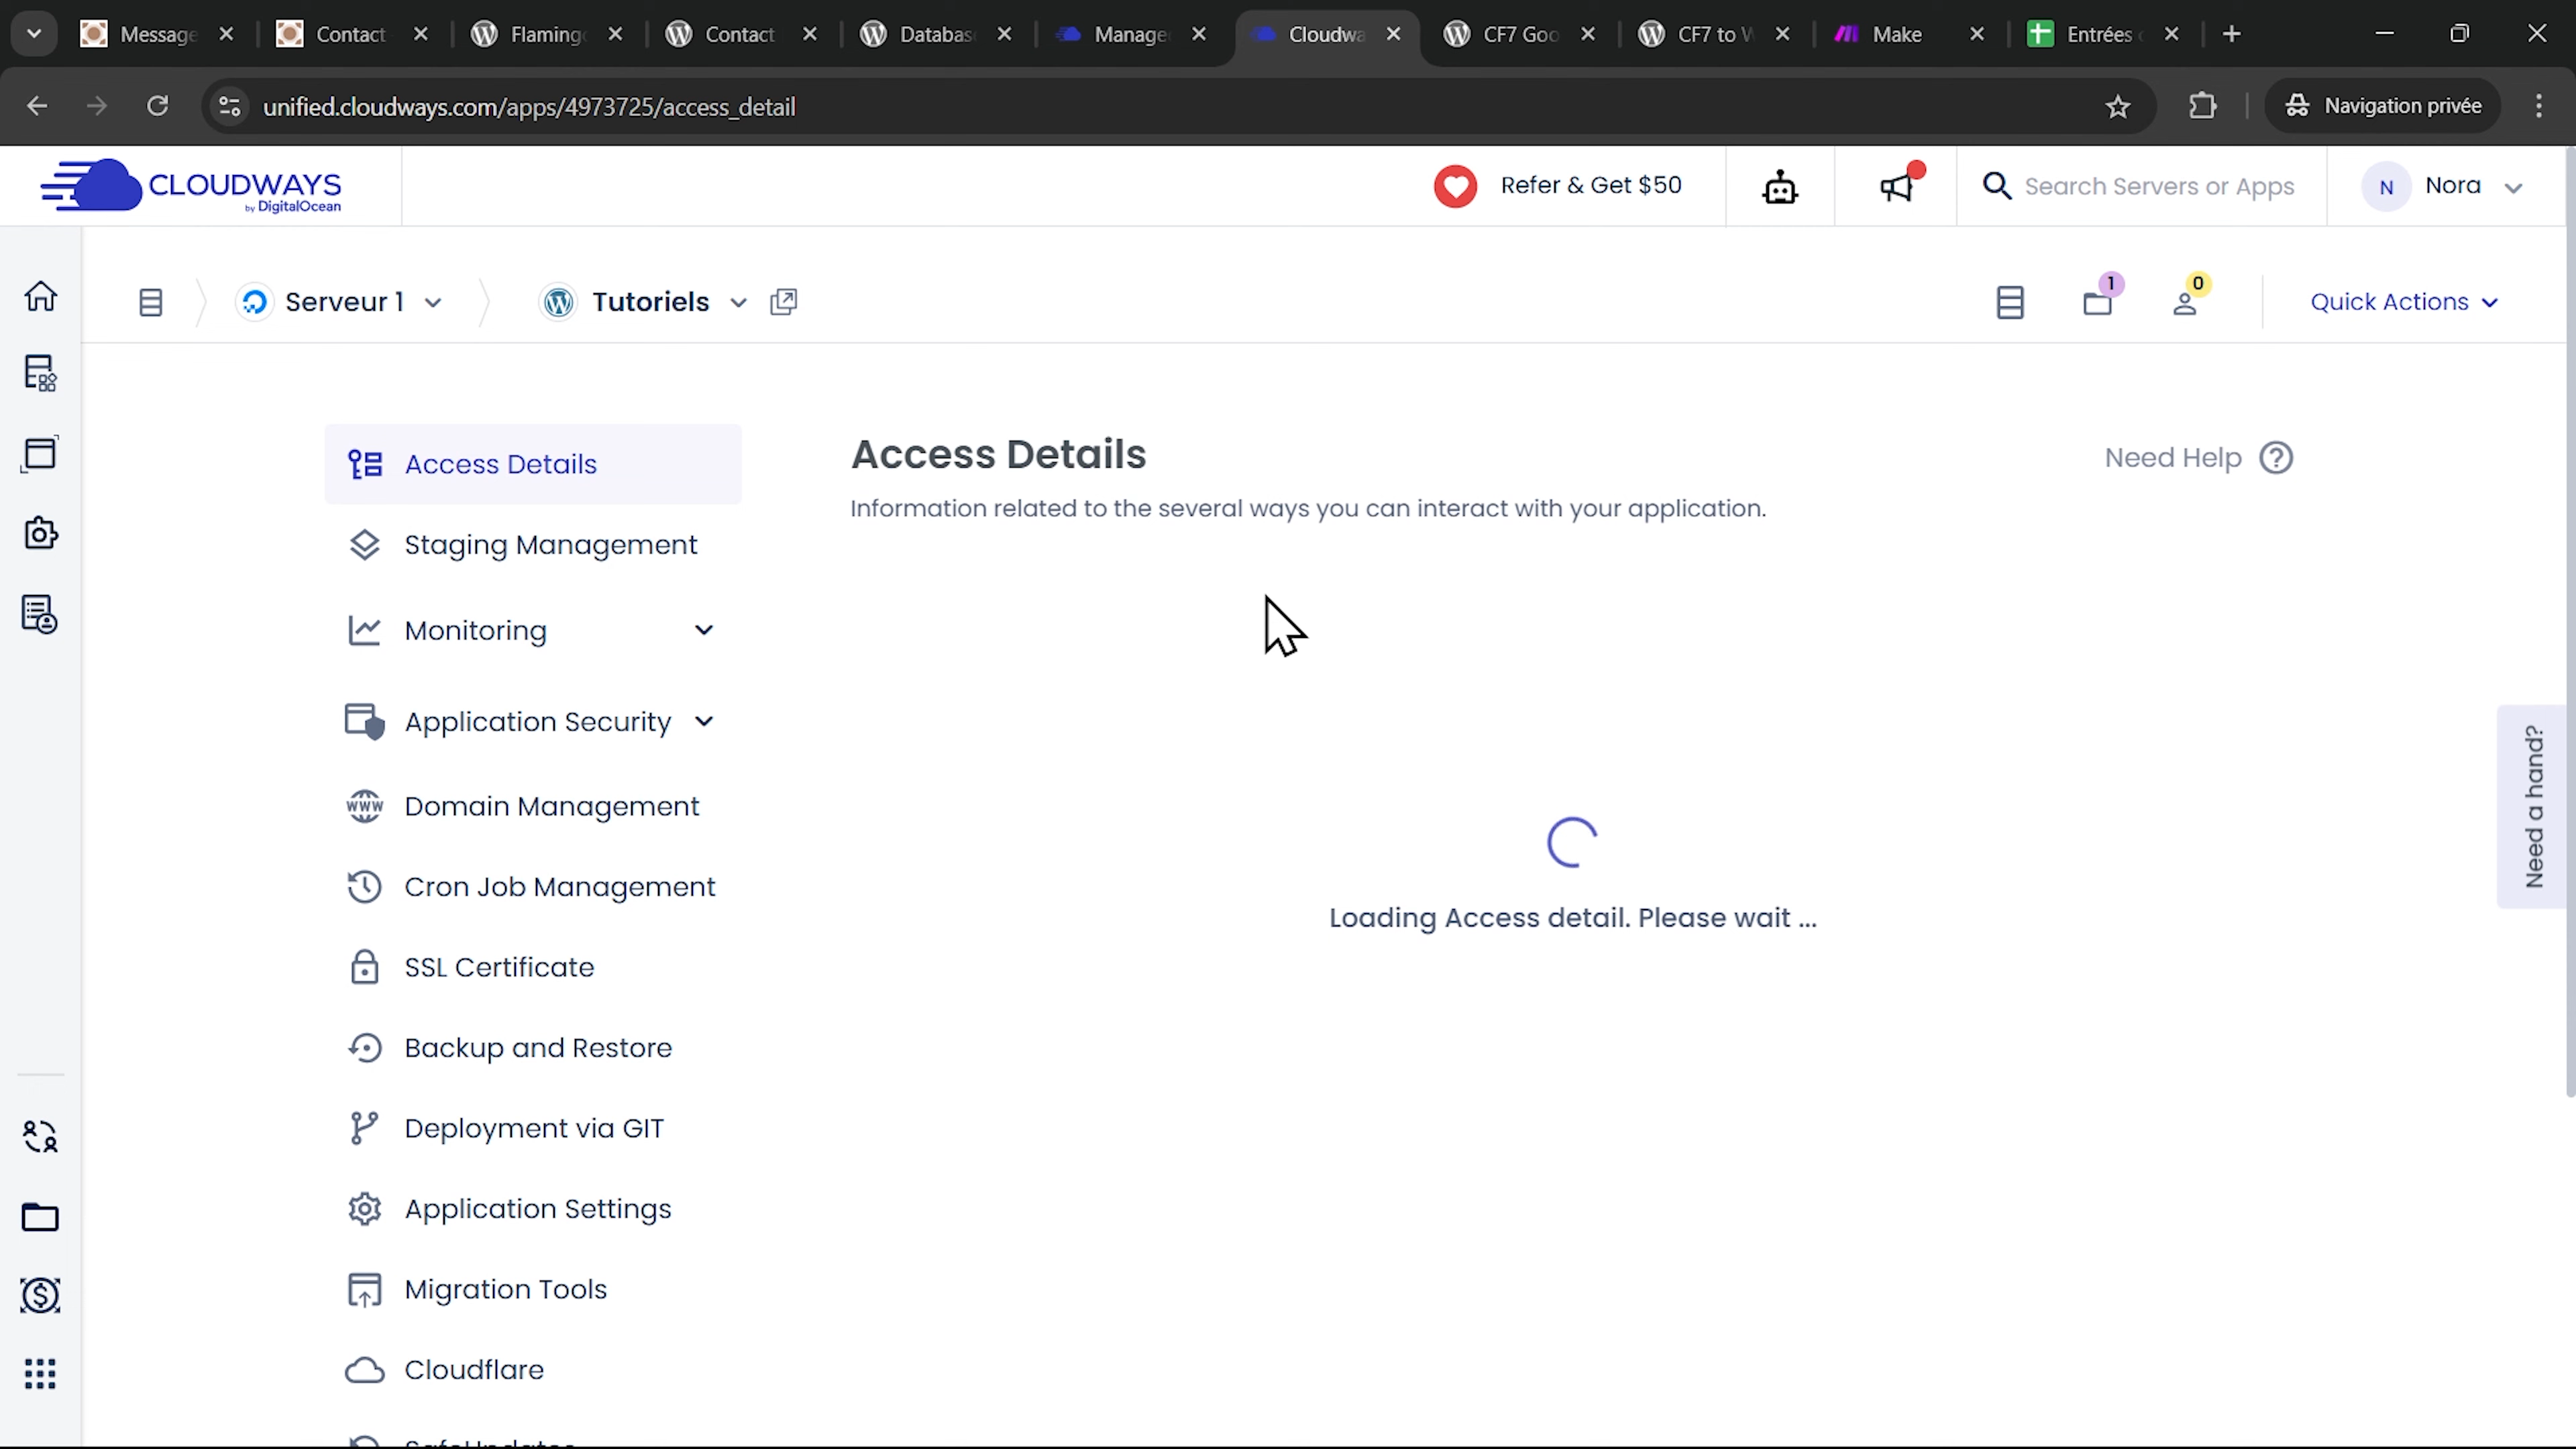 Message
Contact
Flaming
Contact
Databas
Manage
Cloudwa
CF7 Goo
CF7 to W
Make
Entrées
unified.cloudways.com/apps/4973725/access_detail
Navigation privée
CLOUDWAYS
by DigitalOcean
Refer & Get $50
Search Servers or Apps
N
Nora
Serveur 1
Tutoriels
1
0
Quick Actions
Access Details
Staging Management
Monitoring
Application Security
www
Domain Management
Cron Job Management
SSL Certificate
Backup and Restore
Deployment via GIT
Application Settings
Migration Tools
Cloudflare
SafeUpdates
Access Details
Need Help
Information related to the several ways you can interact with your application.
Loading Access detail. Please wait ...
Need a hand?